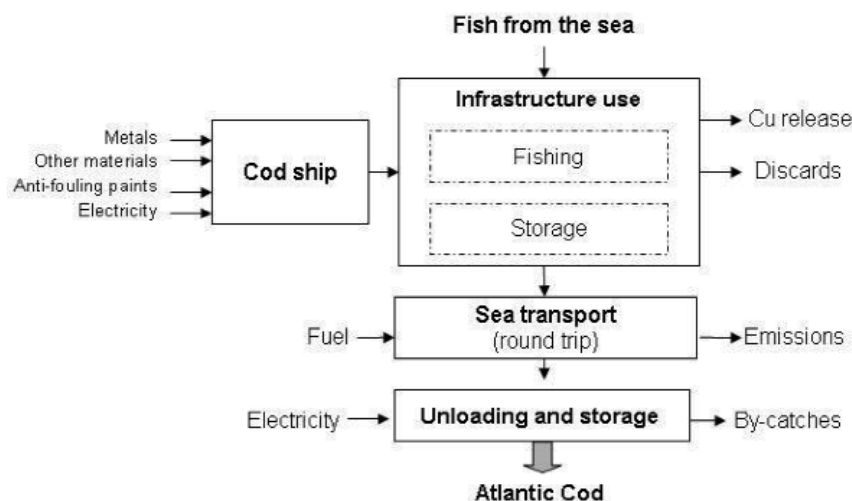 Fish from the sea
Infrastructure use
Metals
Other materials
Anti-fouling paints
Electricity
Cod ship
Fishing
Storage
Cu release
Discards
Fuel
Sea transport
(round trip)
Emissions
Electricity
Unloading and storage
By-catches
Atlantic Cod